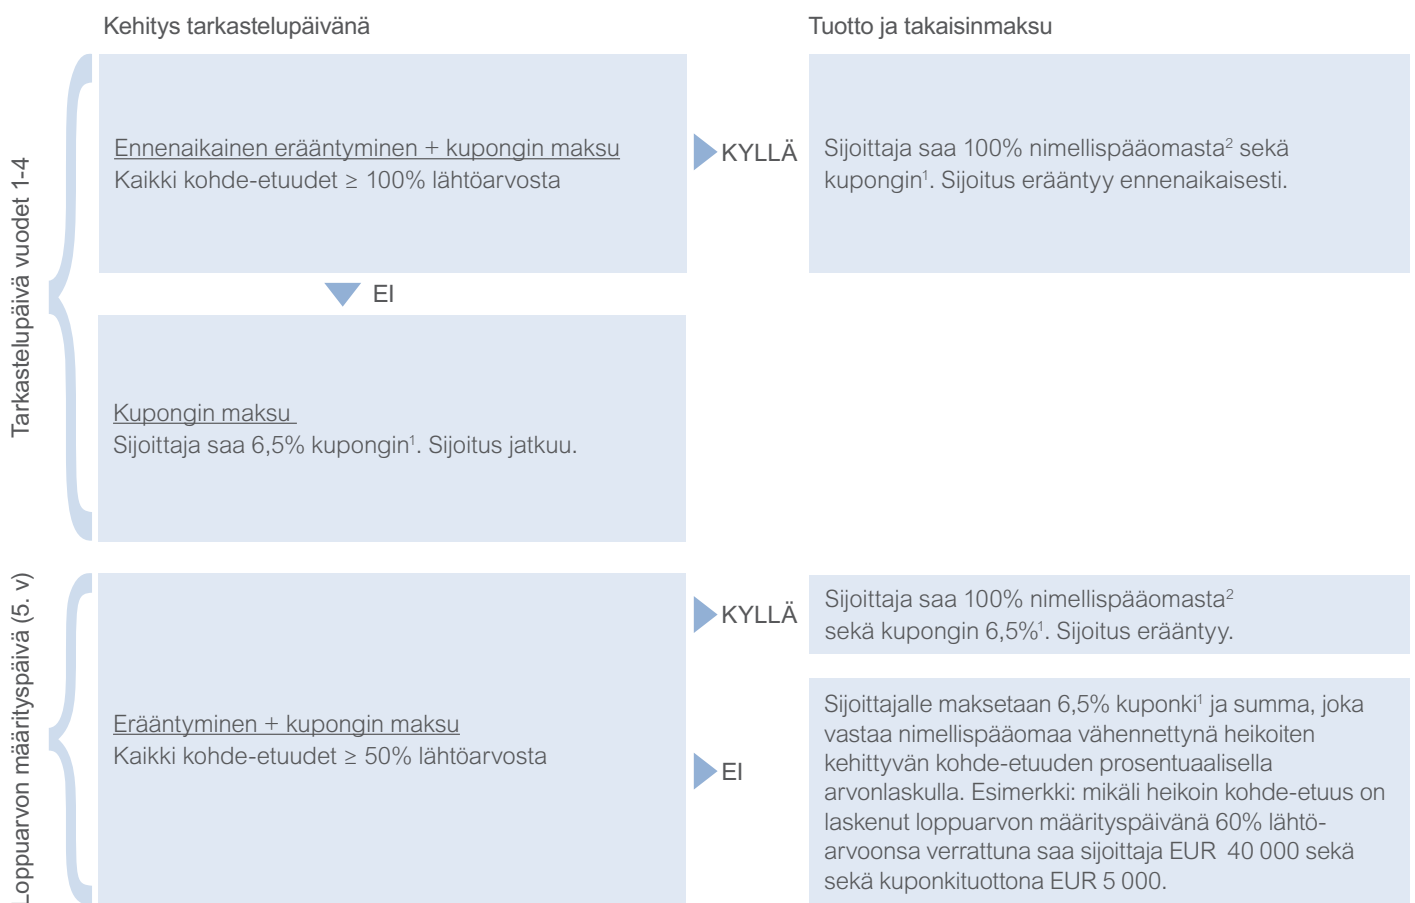 Kehitys tarkastelupäivänä
Tuotto ja takaisinmaksu
Tarkastelupäivä vuodet 1-4
Ennenaikainen erääntyminen + kupongin maksu
Kaikki kohde-etuudet ≥ 100% lähtöarvosta
KYLLÄ
Sijoittaja saa 100% nimellispääomasta² sekä
kupongin¹. Sijoitus erääntyy ennenaikaisesti.
EI
Kupongin maksu
Sijoittaja saa 6,5% kupongin¹. Sijoitus jatkuu.
Loppuarvon määrityspäivä (5. v)
Erääntyminen + kupongin maksu
Kaikki kohde-etuudet ≥ 50% lähtöarvosta
KYLLÄ
Sijoittaja saa 100% nimellispääomasta²
sekä kupongin 6,5%¹. Sijoitus erääntyy.
EI
Sijoittajalle maksetaan 6,5% kuponki¹ ja summa, joka
vastaa nimellispääomaa vähennettynä heikoiten
kehittyvän kohde-etuuden prosentuaalisella
arvonlaskulla. Esimerkki: mikäli heikoin kohde-etuus on
laskenut loppuarvon määrityspäivänä 60% lähtö-
arvoonsa verrattuna saa sijoittaja EUR 40 000 sekä
sekä kuponkituottona EUR 5 000.